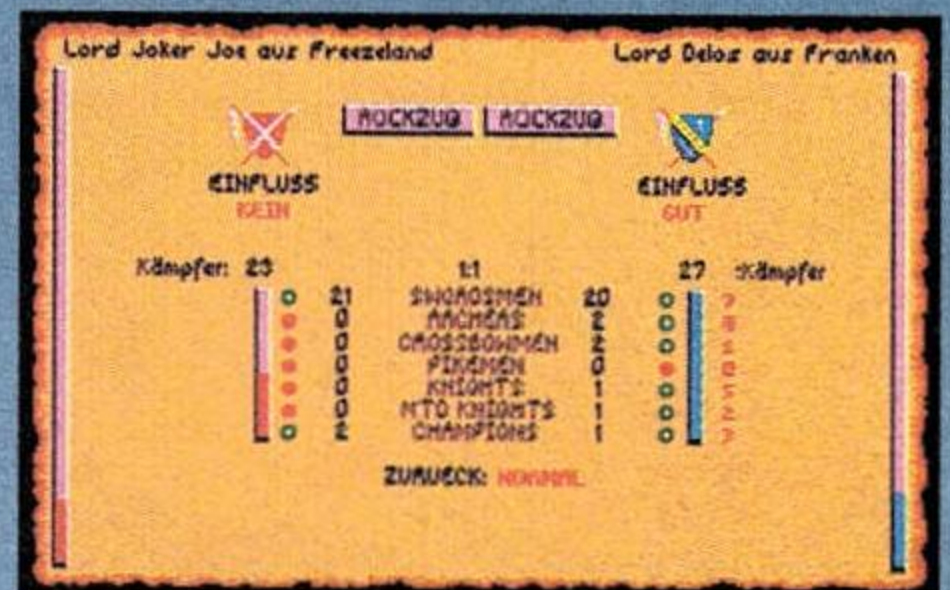 Lord Joker Joe aus Freezeland Lord Delos aus Franken
RÜCKZUG RÜCKZUG
EINFLUSS EINFLUSS
KEIN GUT
Kämpfer: 23 1:1 27 :Kämpfer
21 SWORDSMEN 20
0 ARCHERS 2
0 CROSSBOWMEN 2
0 PIKEMEN 0
0 KNIGHTS 1
0 MTD KNIGHTS 1
2 CHAMPIONS 1
ZURUECK: NORMAL